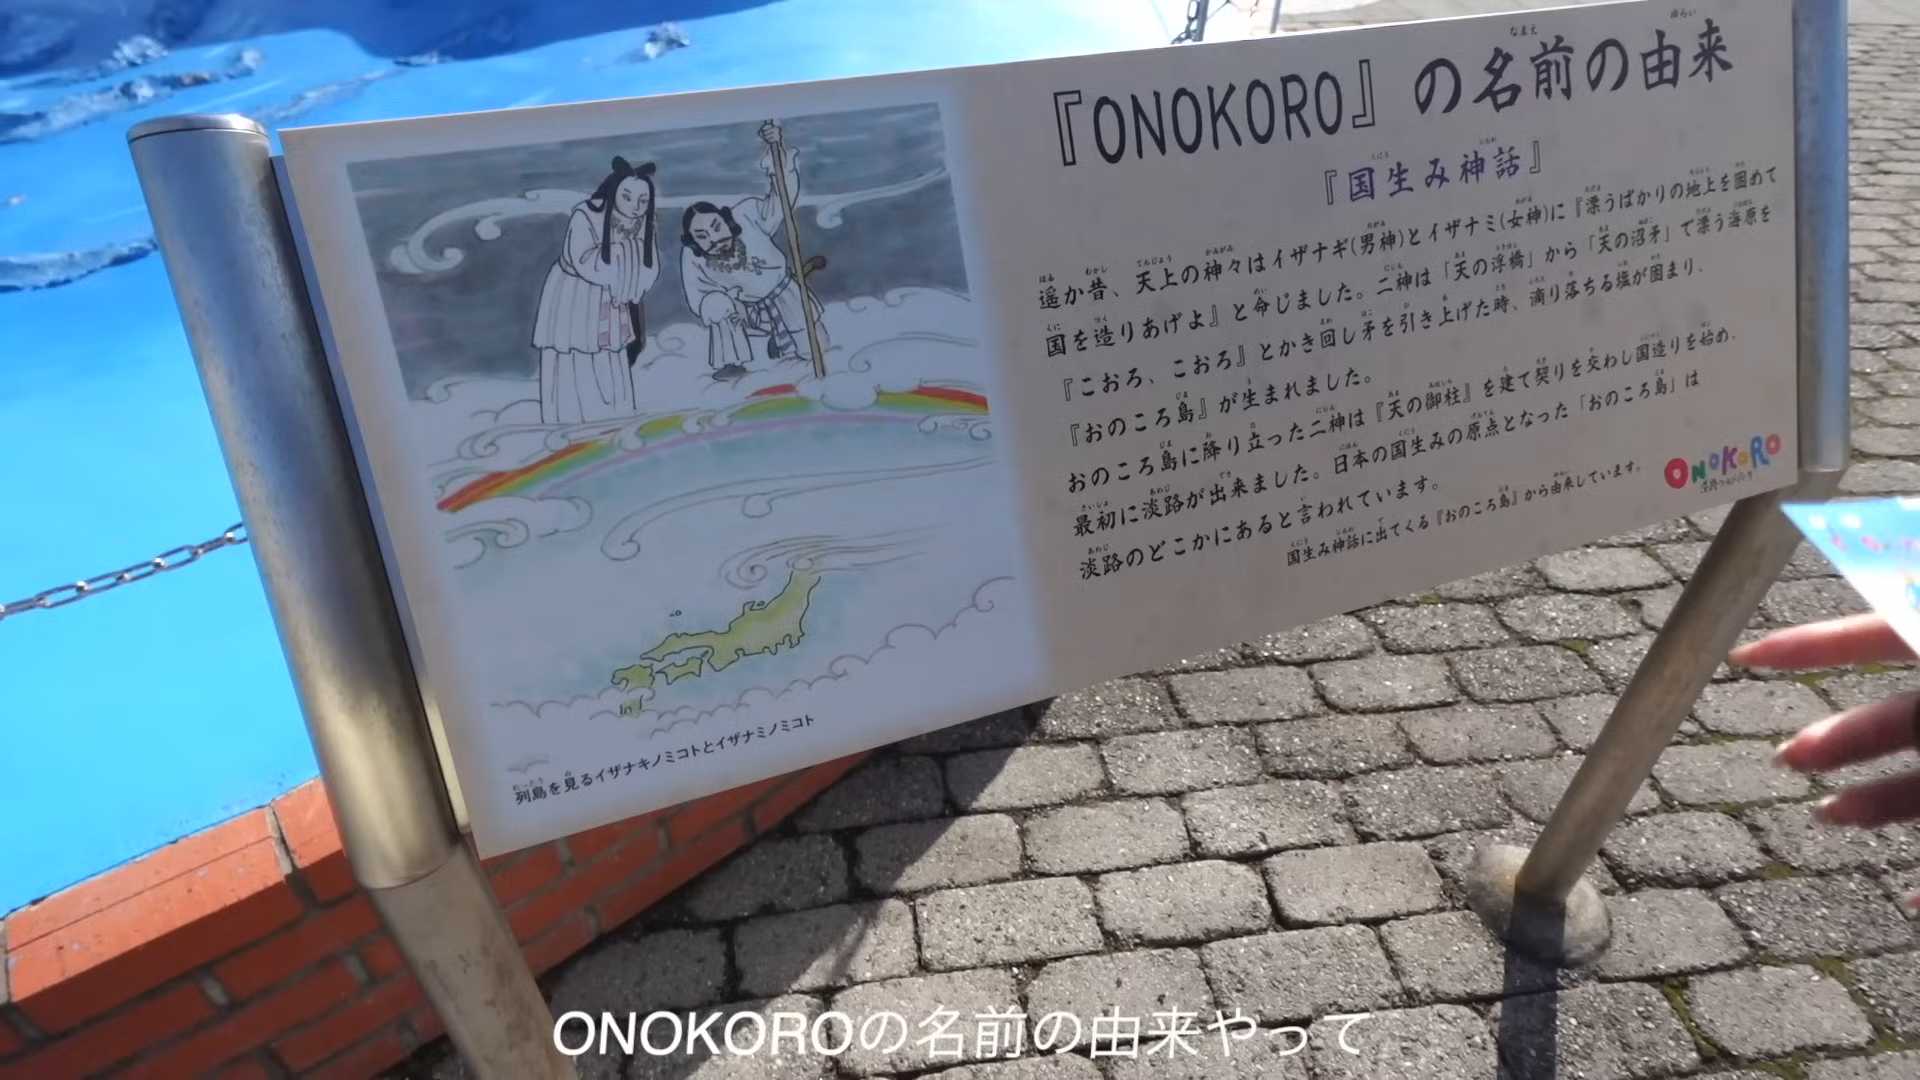 『ONOKORO』の名前の由来
『国生み神話』
遥か昔、天上の神々はイザナギ(男神)とイザナミ(女神)に『漂うばかりの地上を固めて
国を造りあげよ』と命じました。二神は「天の浮橋」から「天の沼矛」で漂う海原を
『こおろ、こおろ』とかき回し矛を引き上げた時、滴り落ちる塩が固まり、
『おのころ島』が生まれました。
おのころ島に降り立った二神は『天の御柱』を建て契りを交わし国造りを始め、
最初に淡路が出来ました。日本の国生みの原点となった「おのころ島」は
淡路のどこかにあると言われています。
国生み神話に出てくる『おのころ島』から由来しています。
ONOKORO
列島を見るイザナキノミコトとイザナミノミコト
ONOKOROの名前の由来やって